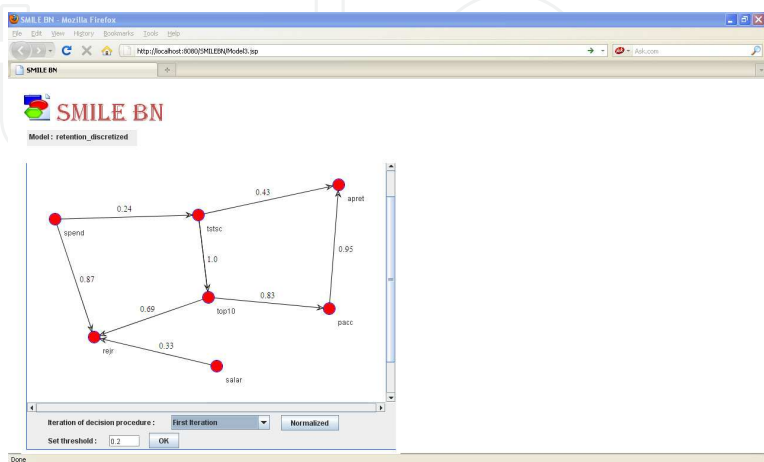 SMILE BN - Mozilla Firefox
File Edit View History Bookmarks Tools Help
http://localhost:8080/SMILEBN/Model3.jsp
Ask.com
SMILE BN
SMILE BN
Model : retention_discretized
0.43
apret
0.24
spend
tstsc
1.0
0.95
0.87
0.83
0.69
top10
pacc
rejr
0.33
salar
Iteration of decision procedure : First Iteration Normalized
Set threshold : 0.2 OK
Done